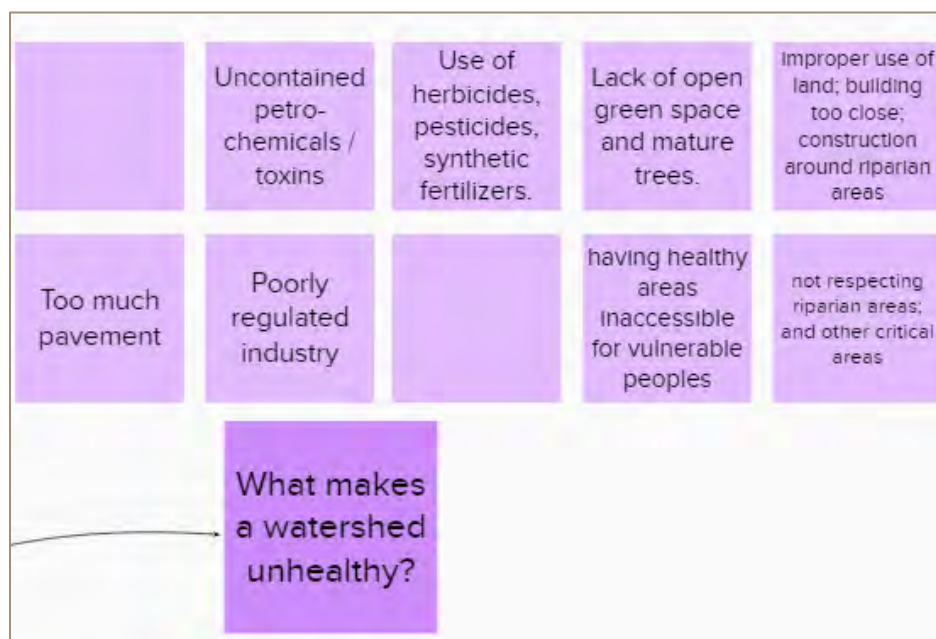 Uncontained
petro-
chemicals /
toxins
Use of
herbicides,
pesticides,
synthetic
fertilizers.
Lack of open
green space
and mature
trees.
Improper use of
land; building
too close;
construction
around riparian
areas
Too much
pavement
Poorly
regulated
industry
having healthy
areas
inaccessible
for vulnerable
peoples
not respecting
riparian areas;
and other critical
areas
What makes
a watershed
unhealthy?